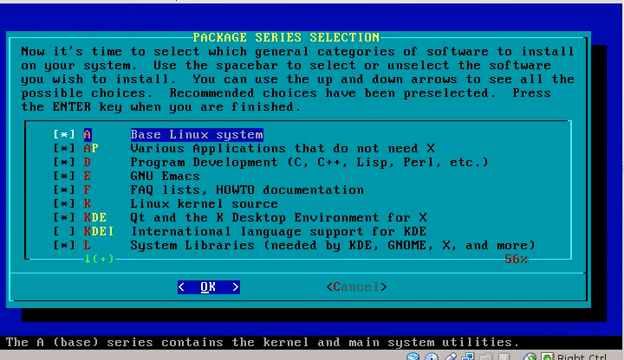 PACKAGE SERIES SELECTION
Now it's time to select which general categories of software to install
on your system.  Use the spacebar to select or unselect the software
you wish to install.  You can use the up and down arrows to see all the
possible choices.  Recommended choices have been preselected.  Press
the ENTER key when you are finished.
[*] A Base Linux system
[*] AP Various Applications that do not need X
[*] D Program Development (C, C++, Lisp, Perl, etc.)
[*] E GNU Emacs
[*] F FAQ lists, HOWTO documentation
[*] K Linux kernel source
[*] KDE Qt and the K Desktop Environment for X
[ ] KDEI International language support for KDE
[*] L System Libraries (needed by KDE, GNOME, X, and more)
↓(+) 56%
< OK > <Cancel>
The A (base) series contains the kernel and main system utilities.
Right Ctrl